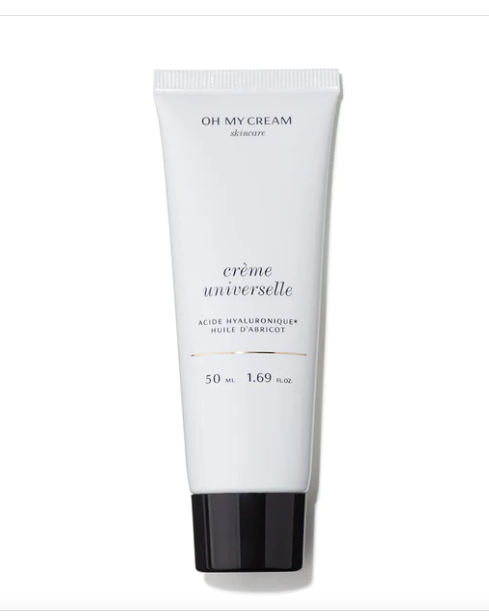 OH MY CREAM
skincare
crème
universelle
ACIDE HYALURONIQUE*
HUILE D'ABRICOT
50 ML 1.69 FL.OZ.